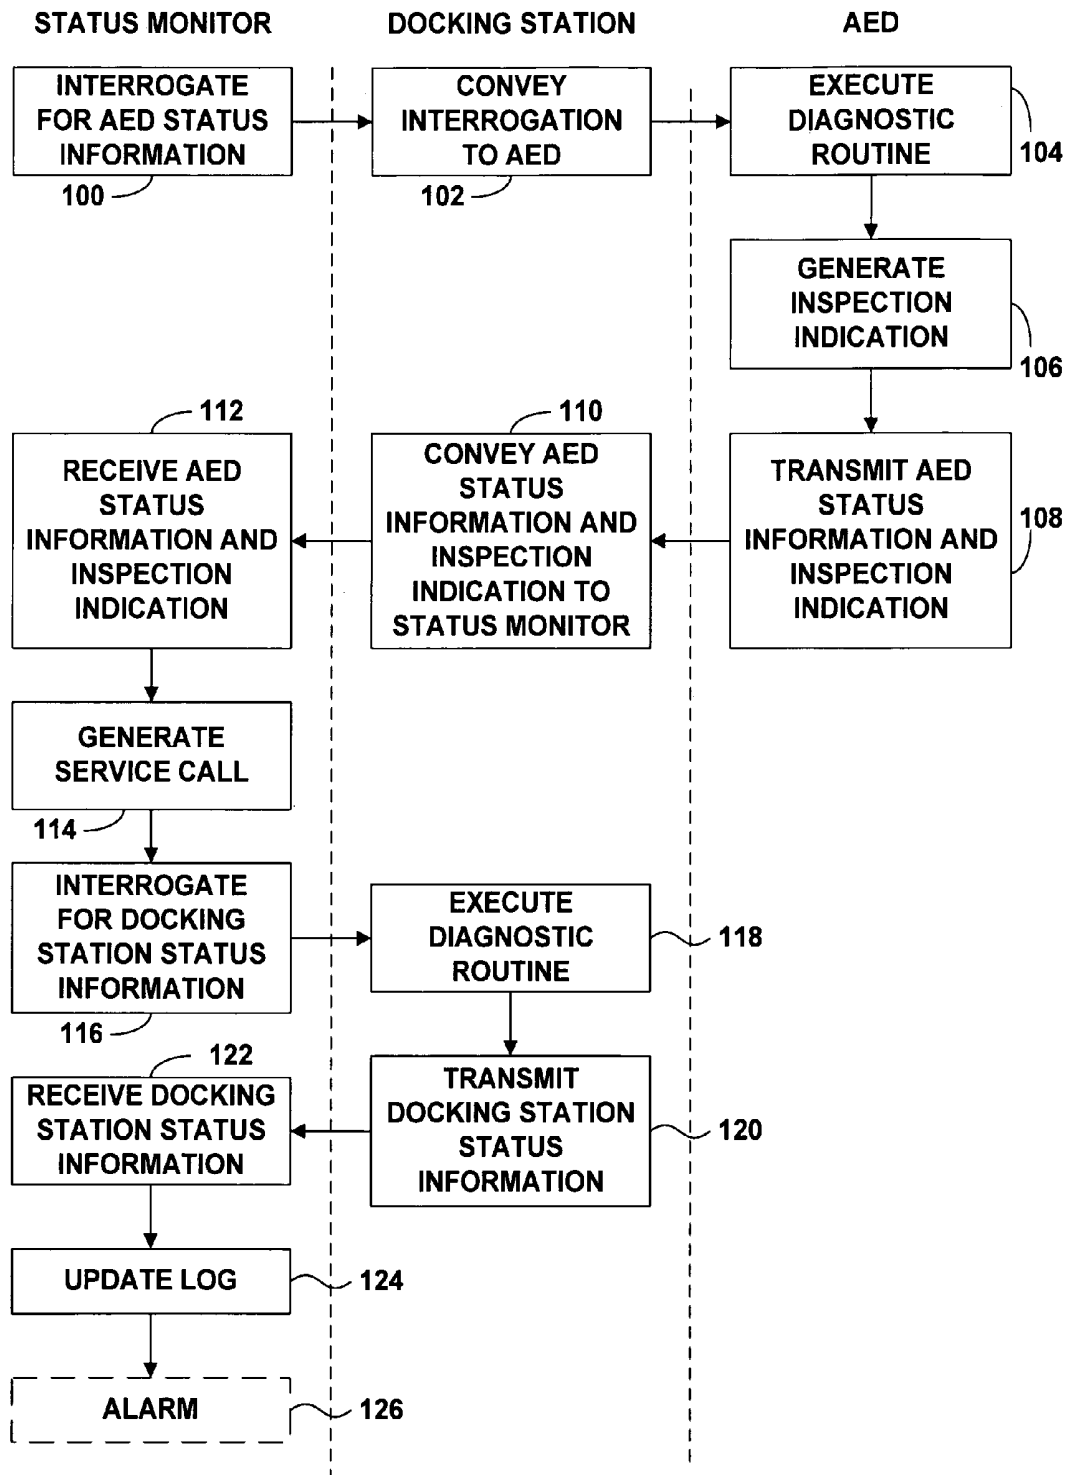 STATUS MONITOR
DOCKING STATION
AED
INTERROGATE
FOR AED STATUS
INFORMATION
100
CONVEY
INTERROGATION
TO AED
102
EXECUTE
DIAGNOSTIC
ROUTINE
104
GENERATE
INSPECTION
INDICATION
106
112
RECEIVE AED
STATUS
INFORMATION AND
INSPECTION
INDICATION
110
CONVEY AED
STATUS
INFORMATION AND
INSPECTION
INDICATION TO
STATUS MONITOR
TRANSMIT AED
STATUS
INFORMATION AND
INSPECTION
INDICATION
108
GENERATE
SERVICE CALL
114
INTERROGATE
FOR DOCKING
STATION STATUS
INFORMATION
116
EXECUTE
DIAGNOSTIC
ROUTINE
118
122
RECEIVE DOCKING
STATION STATUS
INFORMATION
TRANSMIT
DOCKING STATION
STATUS
INFORMATION
120
UPDATE LOG
124
ALARM
126